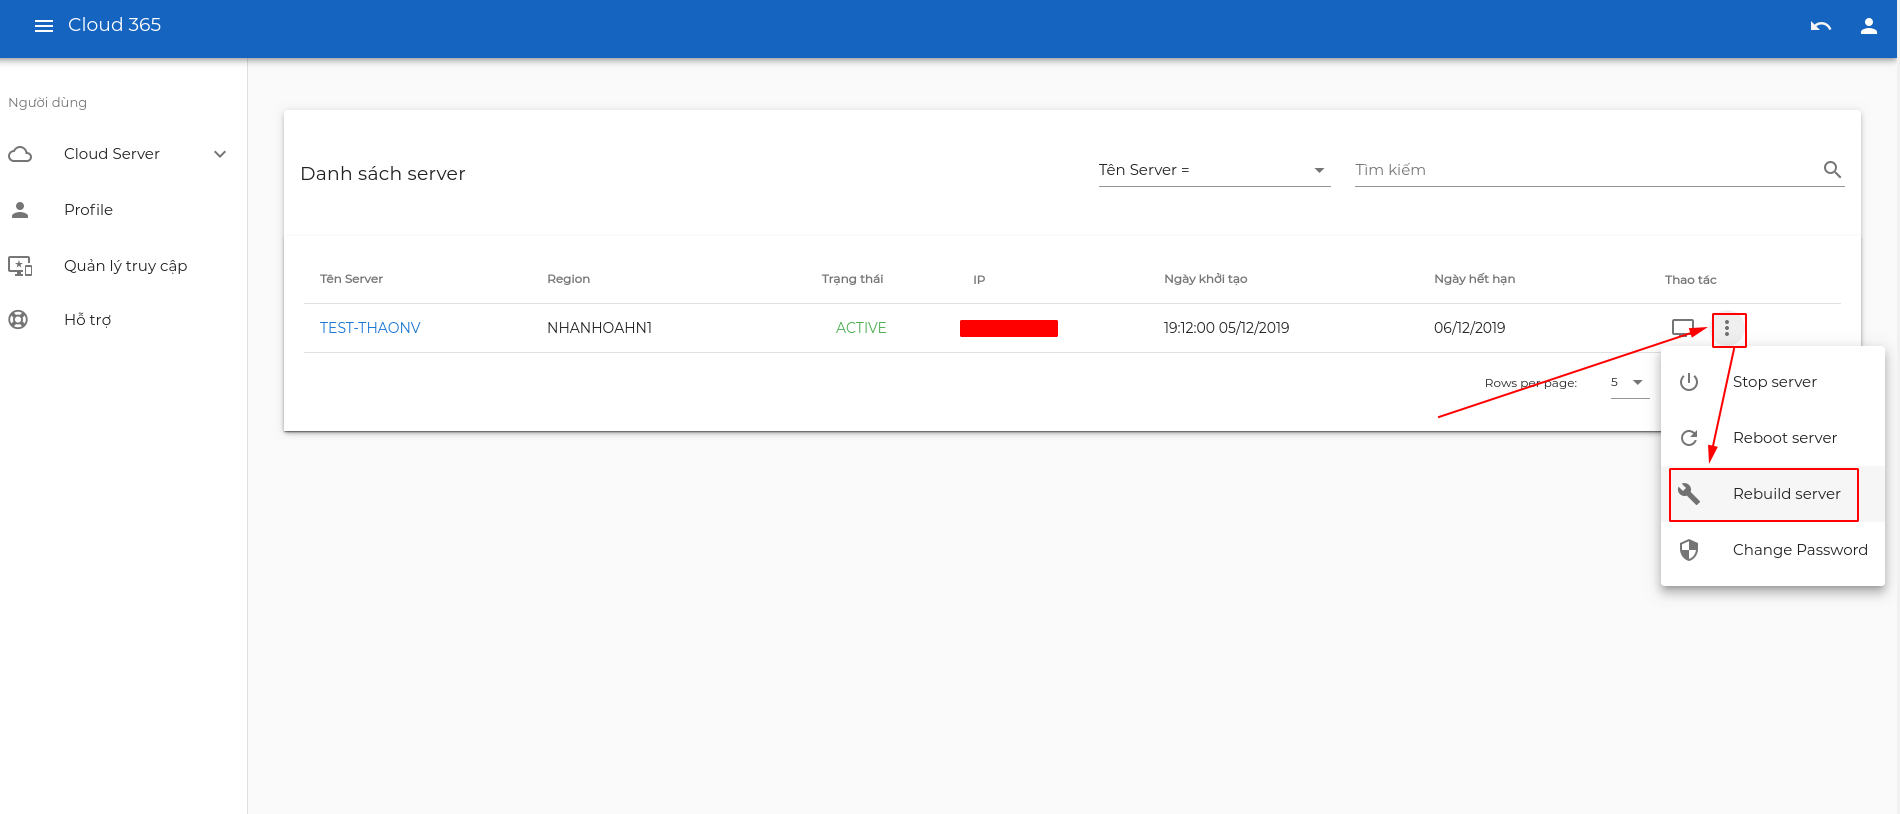 Cloud 365
Người dùng
Cloud Server
Profile
Quản lý truy cập
Hỗ trợ
Danh sách server
Tên Server =
Tìm kiếm
Tên Server Region Trạng thái IP Ngày khởi tạo Ngày hết hạn Thao tác
TEST-THAONV NHANHOAHN1 ACTIVE 19:12:00 05/12/2019 06/12/2019
Rows per page: 5
Stop server
Reboot server
Rebuild server
Change Password